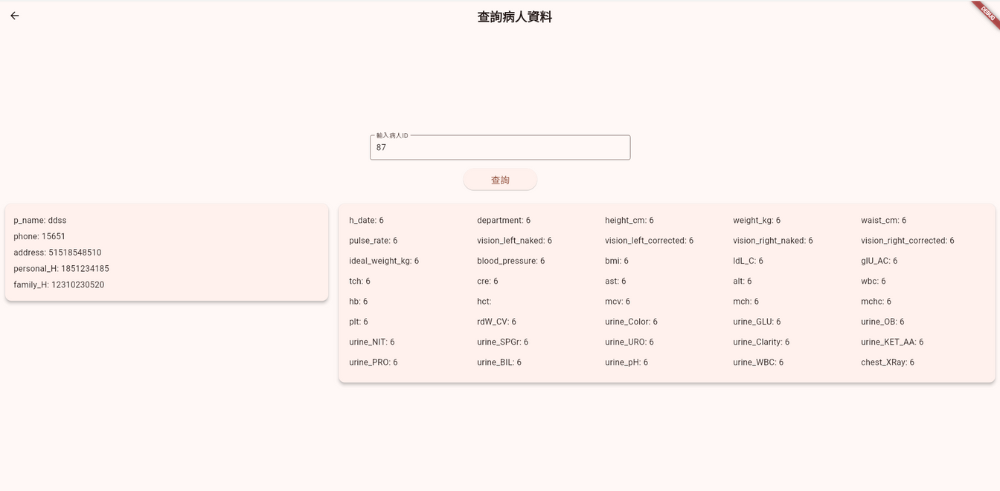 查詢病人資料
DEBUG
輸入病人ID
87
查詢
p_name: ddss
phone: 15651
address: 51518548510
personal_H: 1851234185
family_H: 12310230520
h_date: 6 department: 6 height_cm: 6 weight_kg: 6 waist_cm: 6
pulse_rate: 6 vision_left_naked: 6 vision_left_corrected: 6 vision_right_naked: 6 vision_right_corrected: 6
ideal_weight_kg: 6 blood_pressure: 6 bmi: 6 ldL_C: 6 glU_AC: 6
tch: 6 cre: 6 ast: 6 alt: 6 wbc: 6
hb: 6 hct: mcv: 6 mch: 6 mchc: 6
plt: 6 rdW_CV: 6 urine_Color: 6 urine_GLU: 6 urine_OB: 6
urine_NIT: 6 urine_SPGr: 6 urine_URO: 6 urine_Clarity: 6 urine_KET_AA: 6
urine_PRO: 6 urine_BIL: 6 urine_pH: 6 urine_WBC: 6 chest_XRay: 6